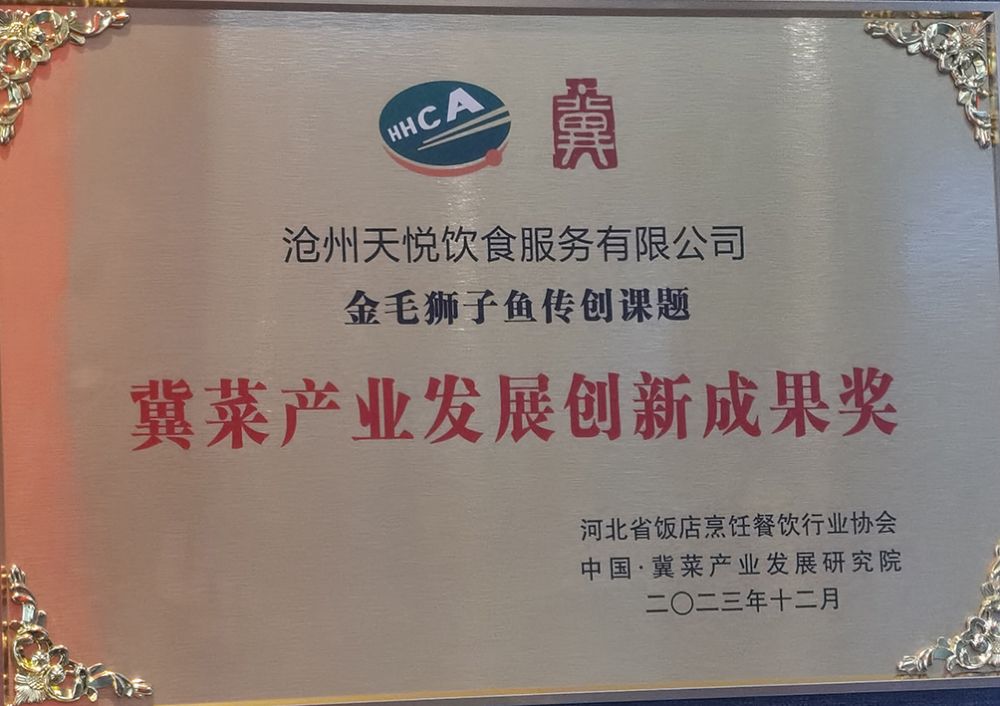 HHCA
冀
沧州天悦饮食服务有限公司
金毛狮子鱼传创课题
冀菜产业发展创新成果奖
河北省饭店烹饪餐饮行业协会
中国·冀菜产业发展研究院
二〇二三年十二月